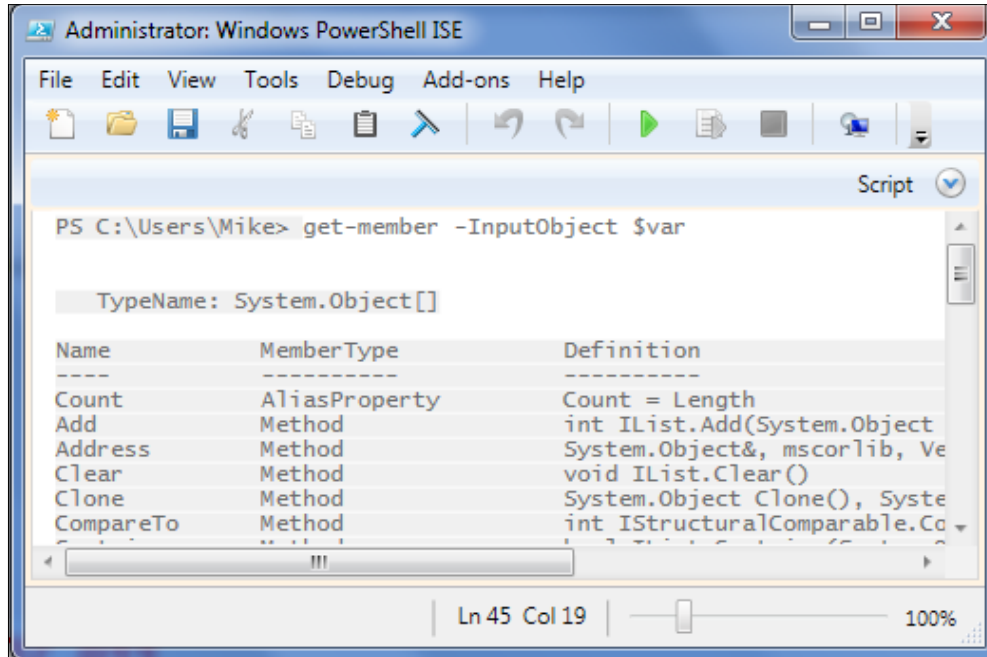 Administrator: Windows PowerShell ISE
File Edit View Tools Debug Add-ons Help
Script
PS C:\Users\Mike> get-member -InputObject $var
TypeName: System.Object[]
Name MemberType Definition
---- ---------- ----------
Count AliasProperty Count = Length
Add Method int IList.Add(System.Object
Address Method System.Object&, mscorlib, Ve
Clear Method void IList.Clear()
Clone Method System.Object Clone(), Syste
CompareTo Method int IStructuralComparable.Co
Ln 45 Col 19 100%